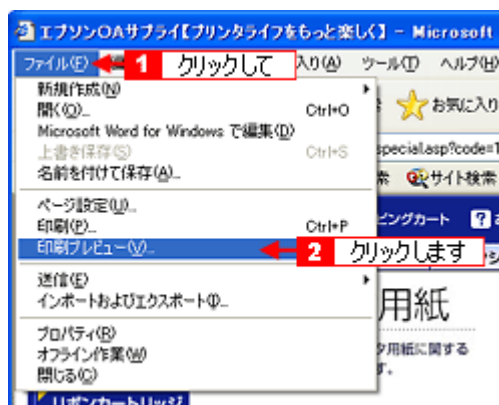 エプソンOAサプライ【プリンタライフをもっと楽しく】 - Microsoft
ファイル(F) 1 クリックして 入り(A) ツール(T) ヘルプ(H)
新規作成(N)
開く(O)... Ctrl+O
お気に入り
Microsoft Word for Windows で編集(D)
上書き保存(S) Ctrl+S
special.asp?code=1
名前を付けて保存(A)...
索 サイト検索
ページ設定(U)...
印刷(P)... Ctrl+P
ピングカート ?
印刷プレビュー(V)... 2 クリックします
送信(E)
インポートおよびエクスポート(I)...
用紙
プロパティ(R)
オフライン作業(W)
タ用紙に関する
閉じる(C)
す。
リボンカートリッジ